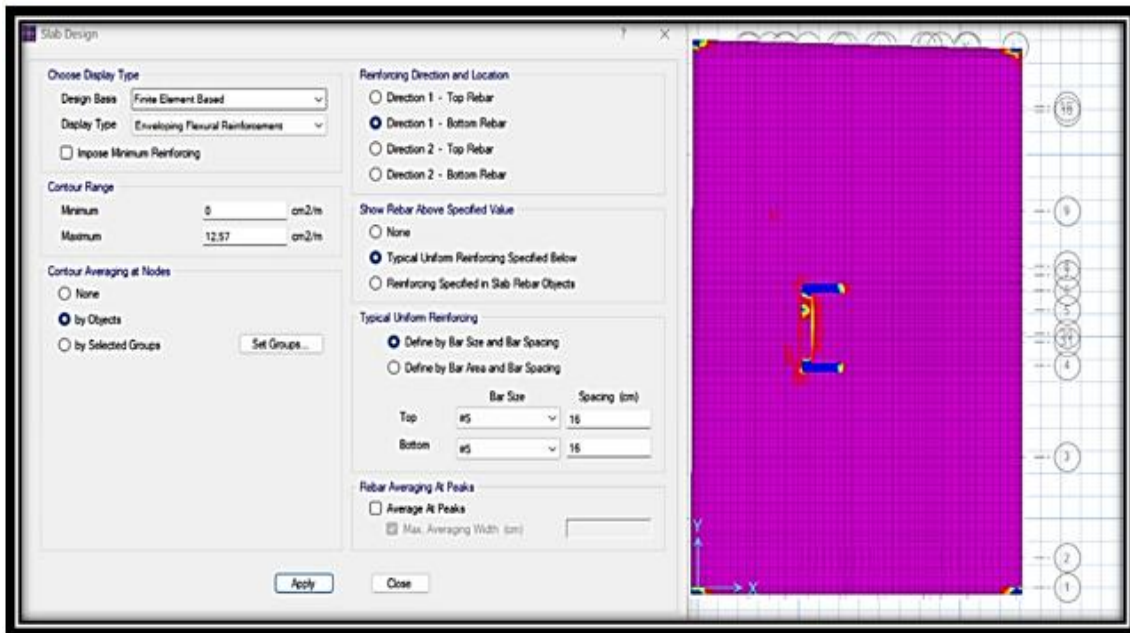 Slab Design
? ×
Choose Display Type
Design Basis Finite Element Based
Display Type Enveloping Flexural Reinforcement
Impose Minimum Reinforcing
Contour Range
Minimum 0 cm2/m
Maximum 12.57 cm2/m
Contour Averaging at Nodes
None
by Objects
by Selected Groups
Set Groups...
Reinforcing Direction and Location
Direction 1 - Top Rebar
Direction 1 - Bottom Rebar
Direction 2 - Top Rebar
Direction 2 - Bottom Rebar
Show Rebar Above Specified Value
None
Typical Uniform Reinforcing Specified Below
Reinforcing Specified in Slab Rebar Objects
Typical Uniform Reinforcing
Define by Bar Size and Bar Spacing
Define by Bar Area and Bar Spacing
Bar Size Spacing (cm)
Top #5 16
Bottom #5 16
Rebar Averaging At Peaks
Average At Peaks
Max. Averaging Width (cm)
Apply Close
9
5
4
3
2
1
Y
X